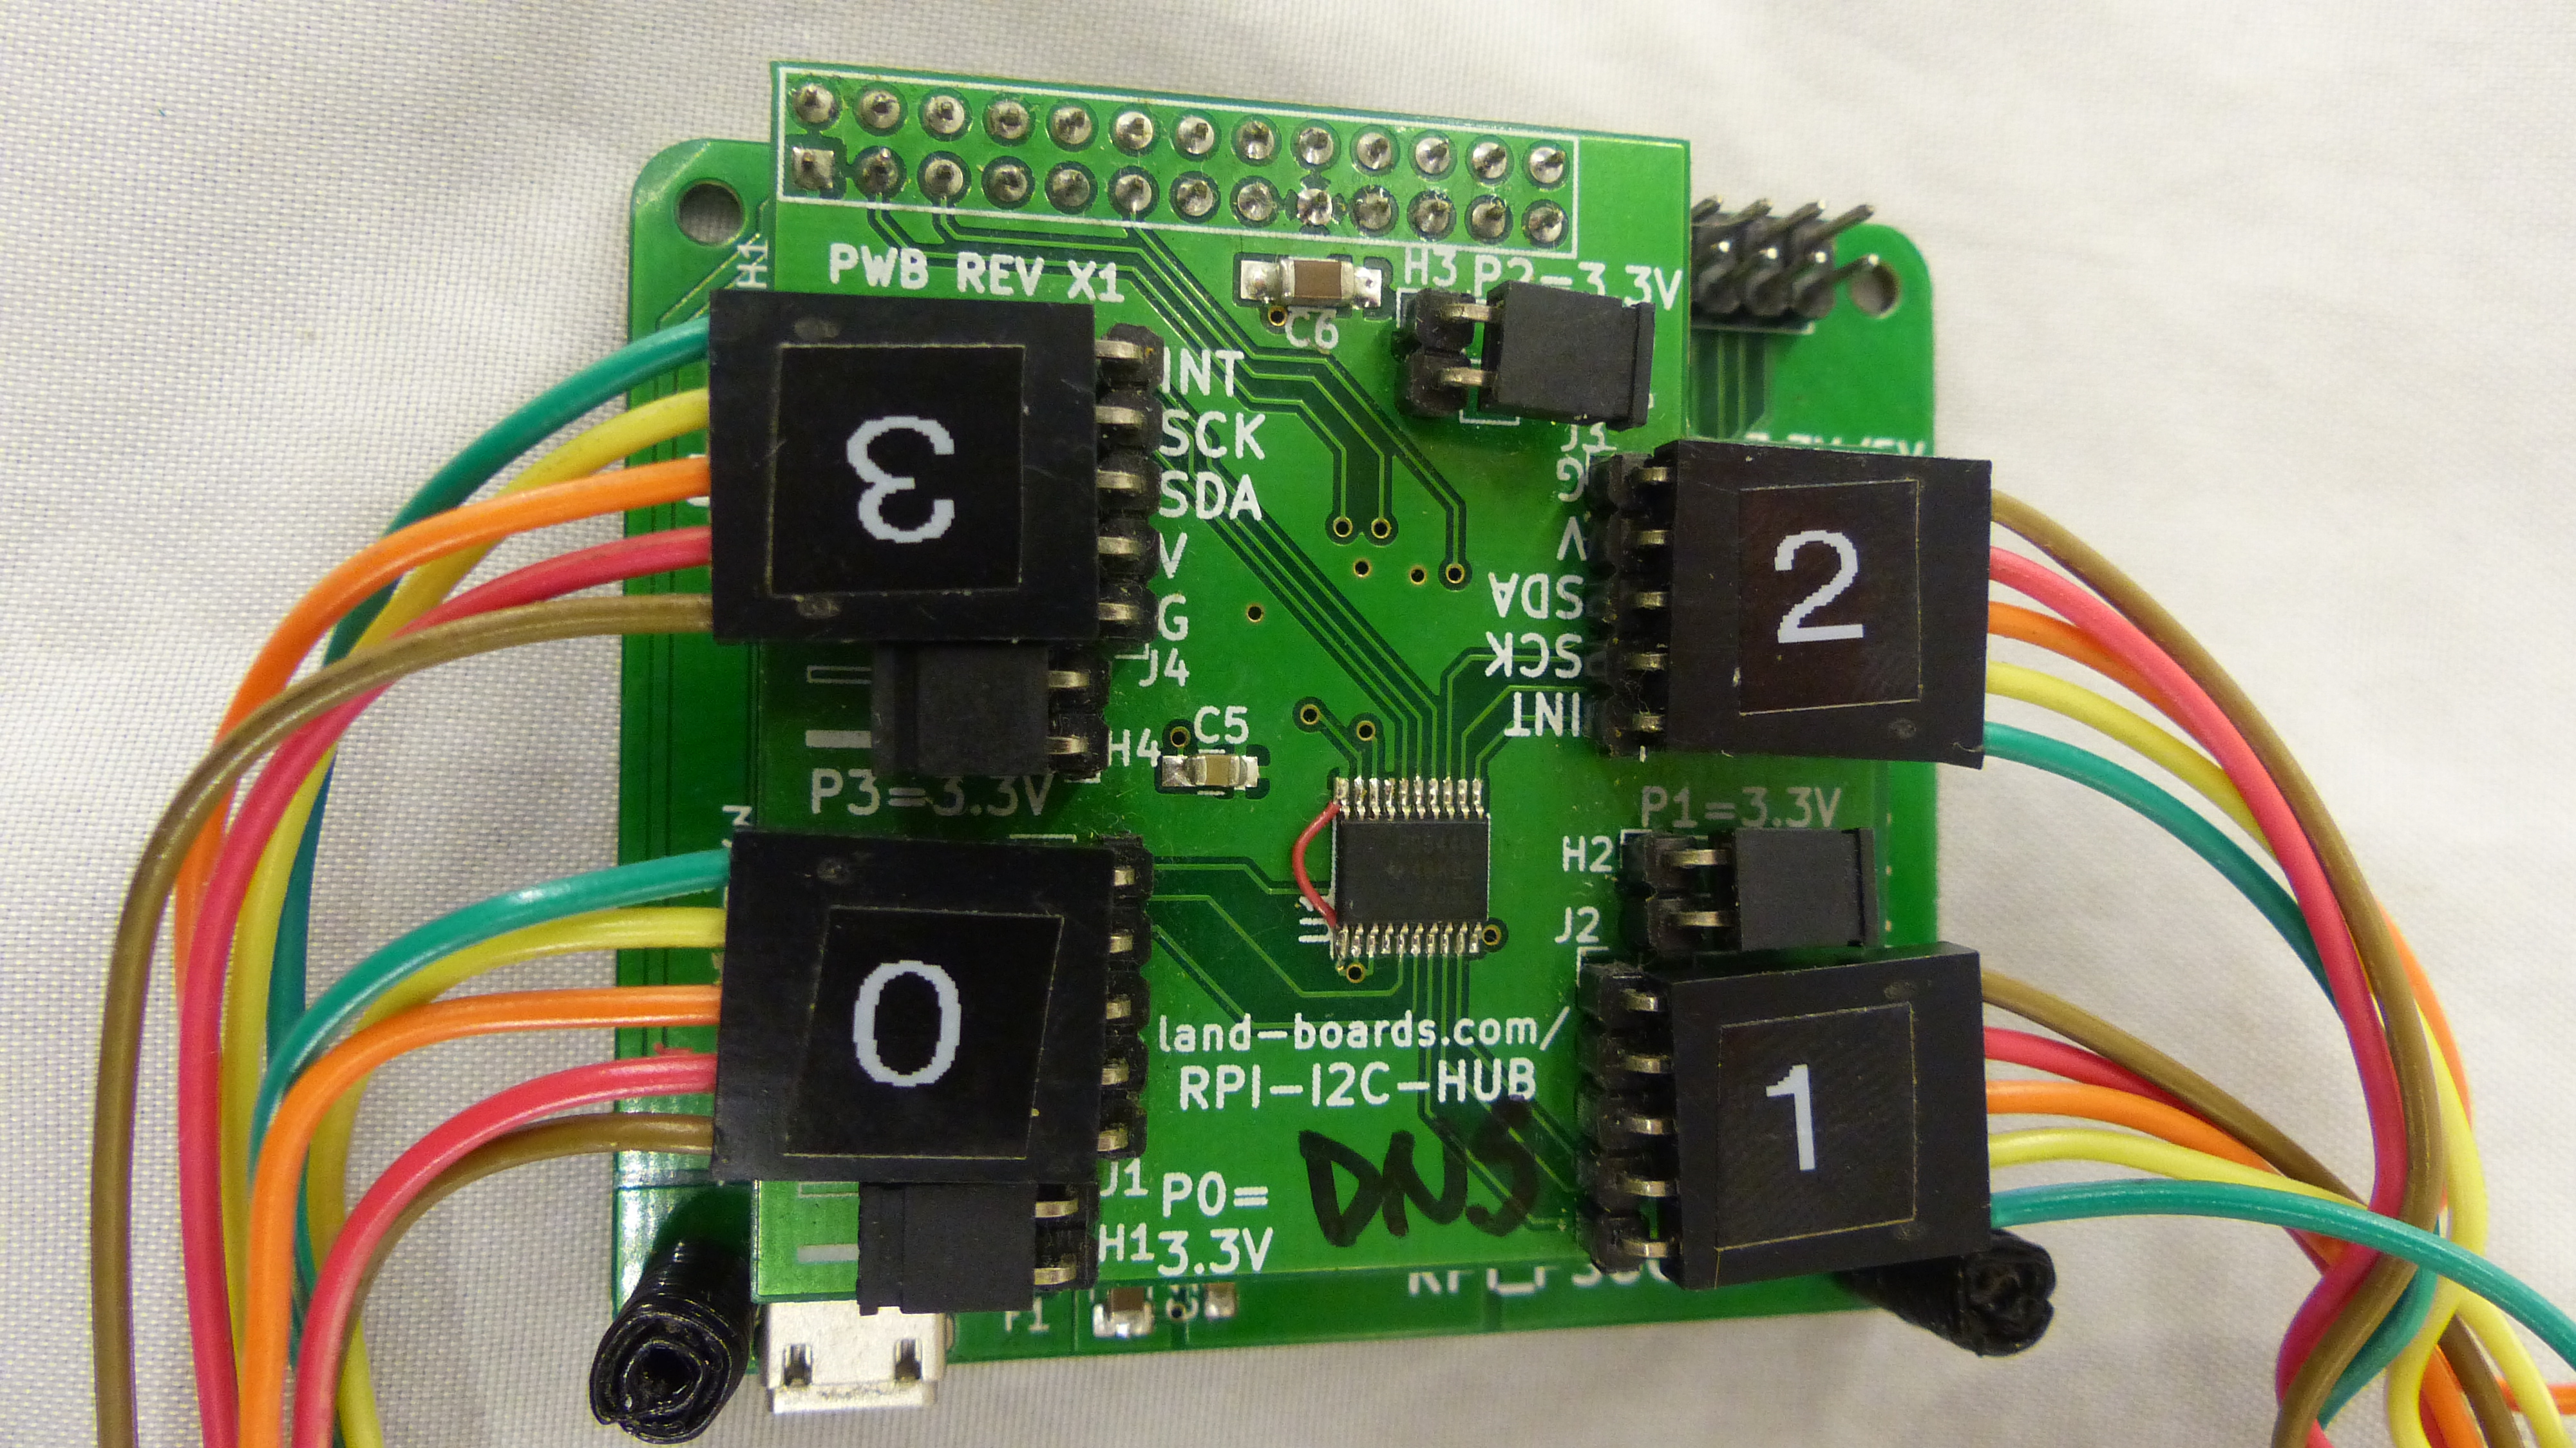 PWB REV X1
H1
C6
H3 P2=3.3V
3
INT
SCK
SDA
V
G
J4
H4
P3=3.3V
C5
J3
G
V
SDA
SCK
INT
2
P1=3.3V
H2
J2
1
0
J1
P0=
H1 3.3V
land-boards.com/
RPI-I2C-HUB
DNS